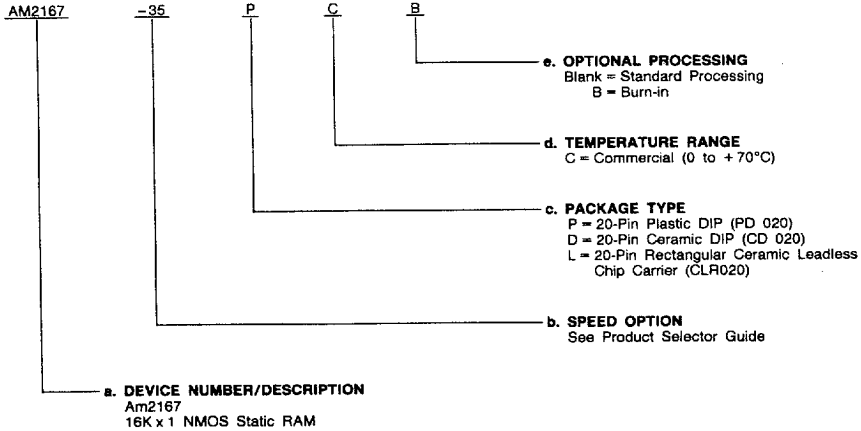 AM2167 -35 P C B
e. OPTIONAL PROCESSING
Blank = Standard Processing
B = Burn-in
d. TEMPERATURE RANGE
C = Commercial (0 to +70°C)
c. PACKAGE TYPE
P = 20-Pin Plastic DIP (PD 020)
D = 20-Pin Ceramic DIP (CD 020)
L = 20-Pin Rectangular Ceramic Leadless
Chip Carrier (CLR020)
b. SPEED OPTION
See Product Selector Guide
a. DEVICE NUMBER/DESCRIPTION
Am2167
16K x 1 NMOS Static RAM